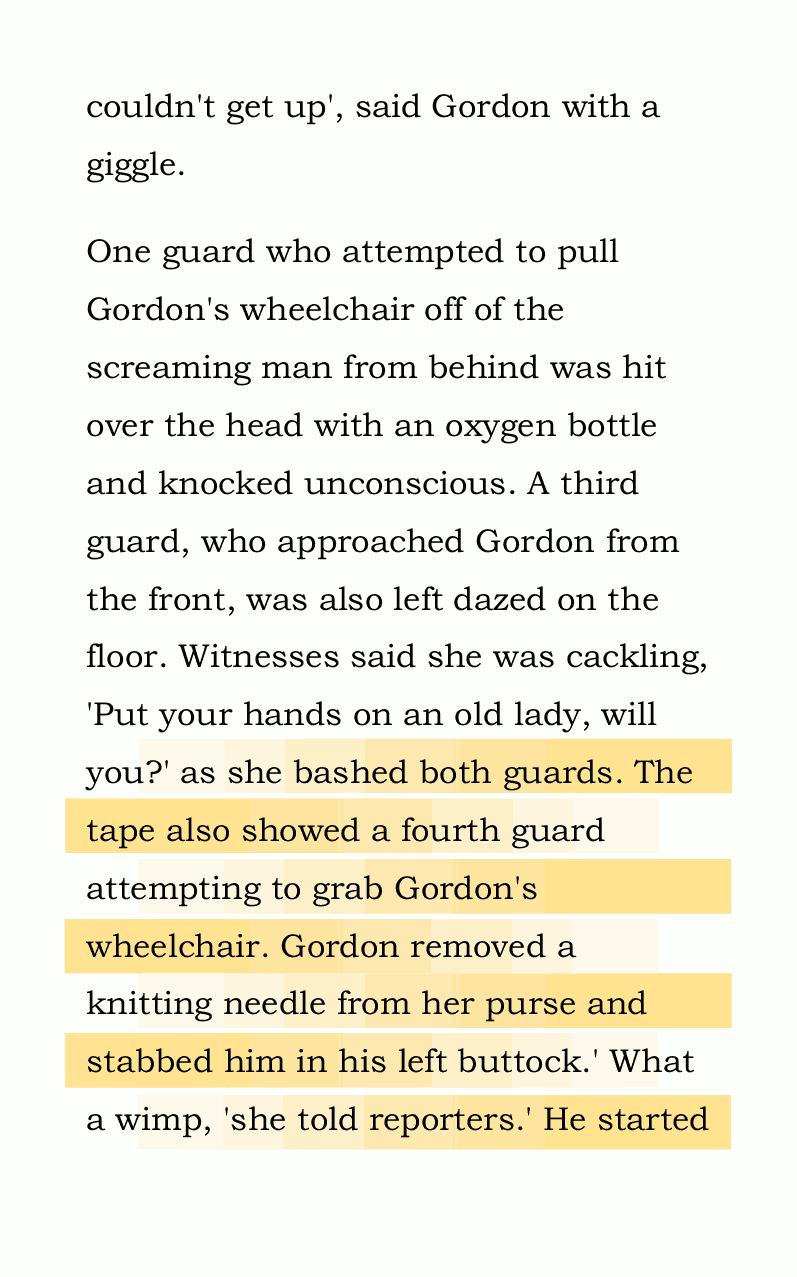 couldn't get up', said Gordon with a
giggle.
One guard who attempted to pull
Gordon's wheelchair off of the
screaming man from behind was hit
over the head with an oxygen bottle
and knocked unconscious. A third
guard, who approached Gordon from
the front, was also left dazed on the
floor. Witnesses said she was cackling,
'Put your hands on an old lady, will
you?' as she bashed both guards. The
tape also showed a fourth guard
attempting to grab Gordon's
wheelchair. Gordon removed a
knitting needle from her purse and
stabbed him in his left buttock.' What
a wimp, 'she told reporters.' He started